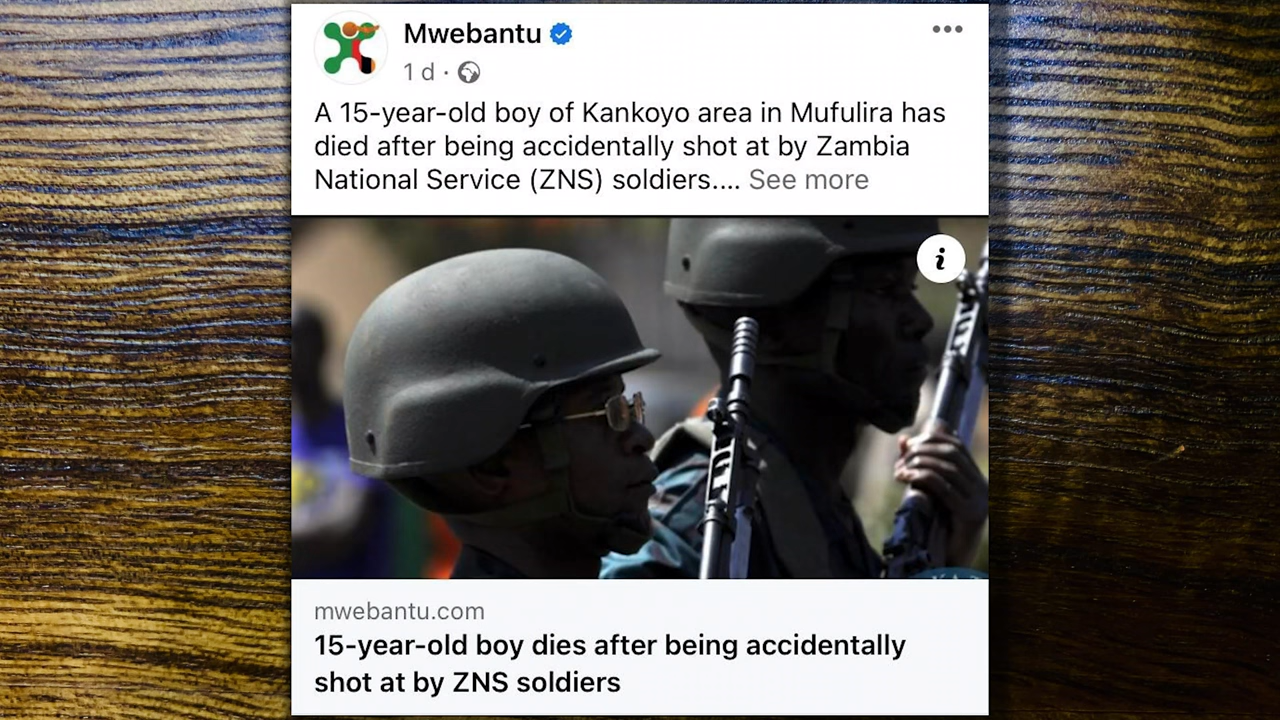 Mwebantu
1 d ·
A 15-year-old boy of Kankoyo area in Mufulira has
died after being accidentally shot at by Zambia
National Service (ZNS) soldiers.... See more
i
mwebantu.com
15-year-old boy dies after being accidentally
shot at by ZNS soldiers